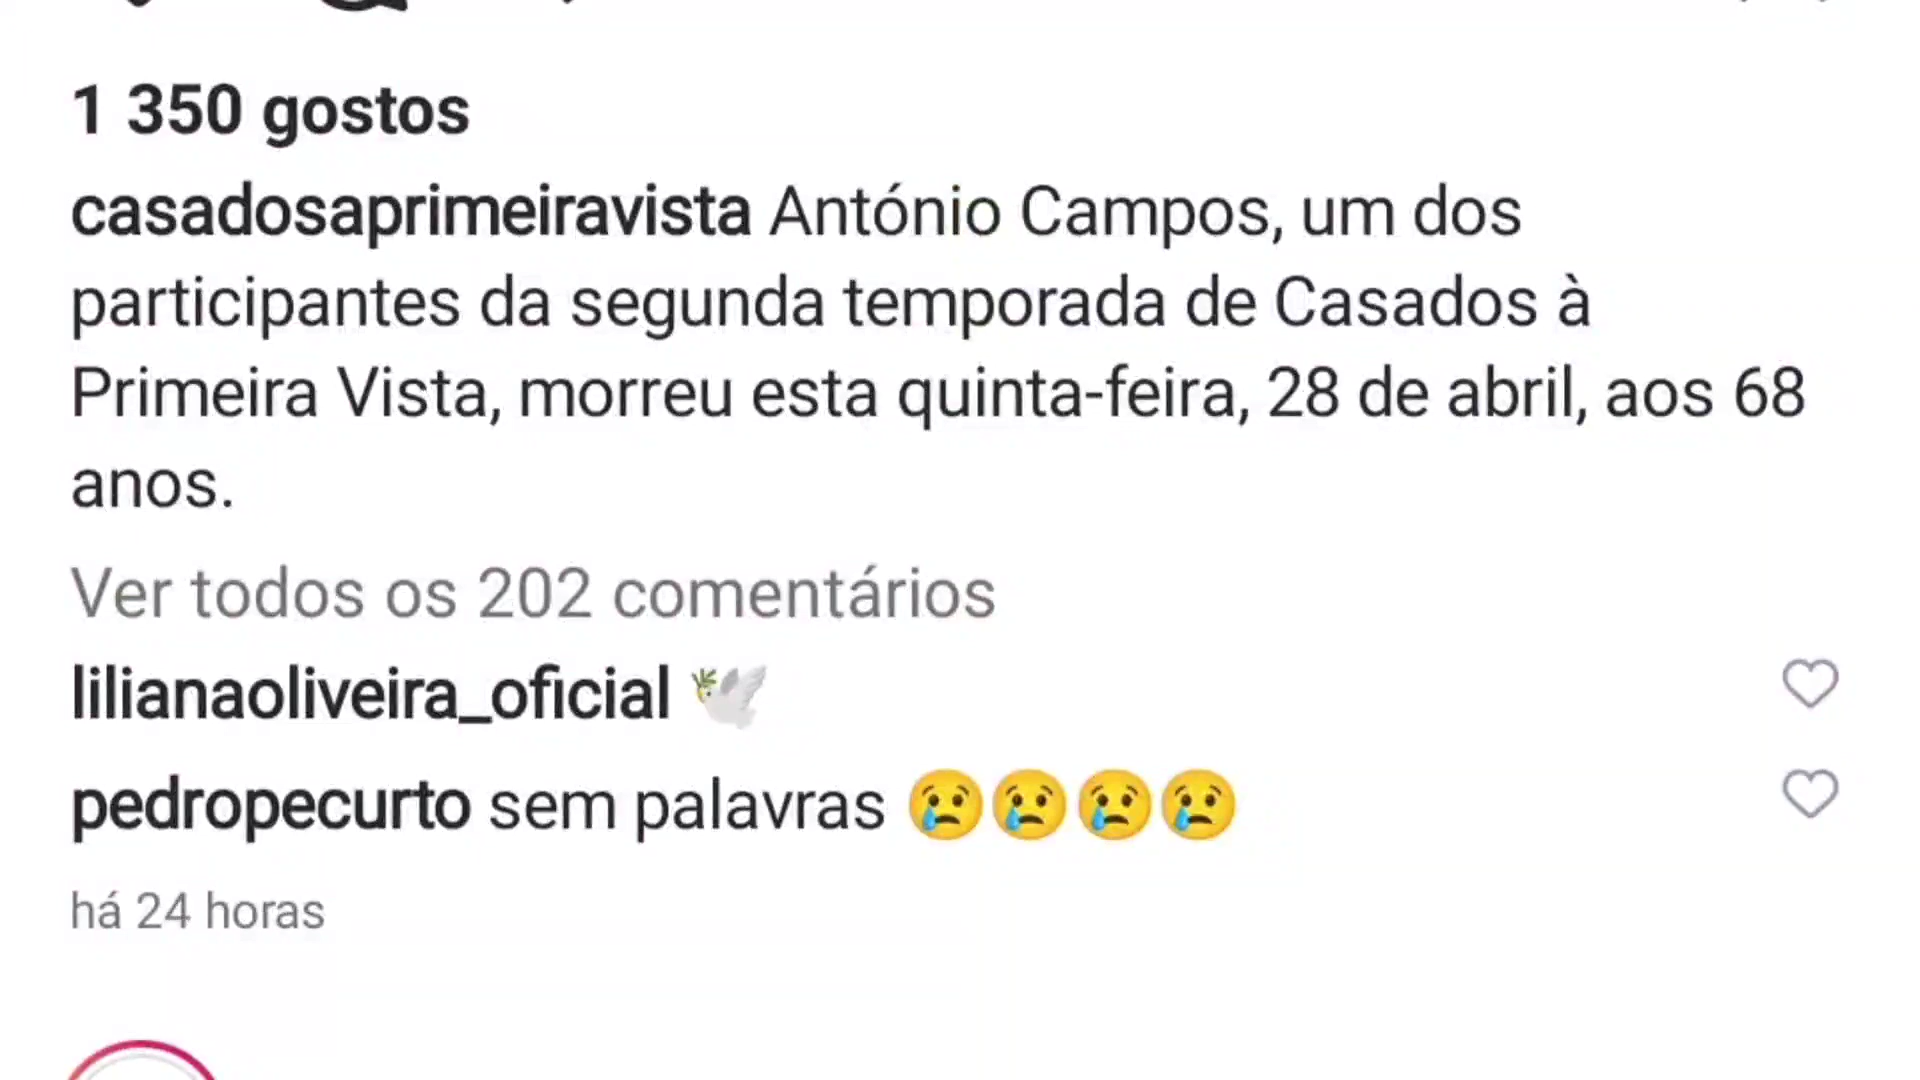 1 350 gostos
casadosaprimeiravista António Campos, um dos
participantes da segunda temporada de Casados à
Primeira Vista, morreu esta quinta-feira, 28 de abril, aos 68
anos.
Ver todos os 202 comentários
lilianaoliveira_oficial 🕊️
pedropecurto sem palavras 😢😢😢😢
há 24 horas